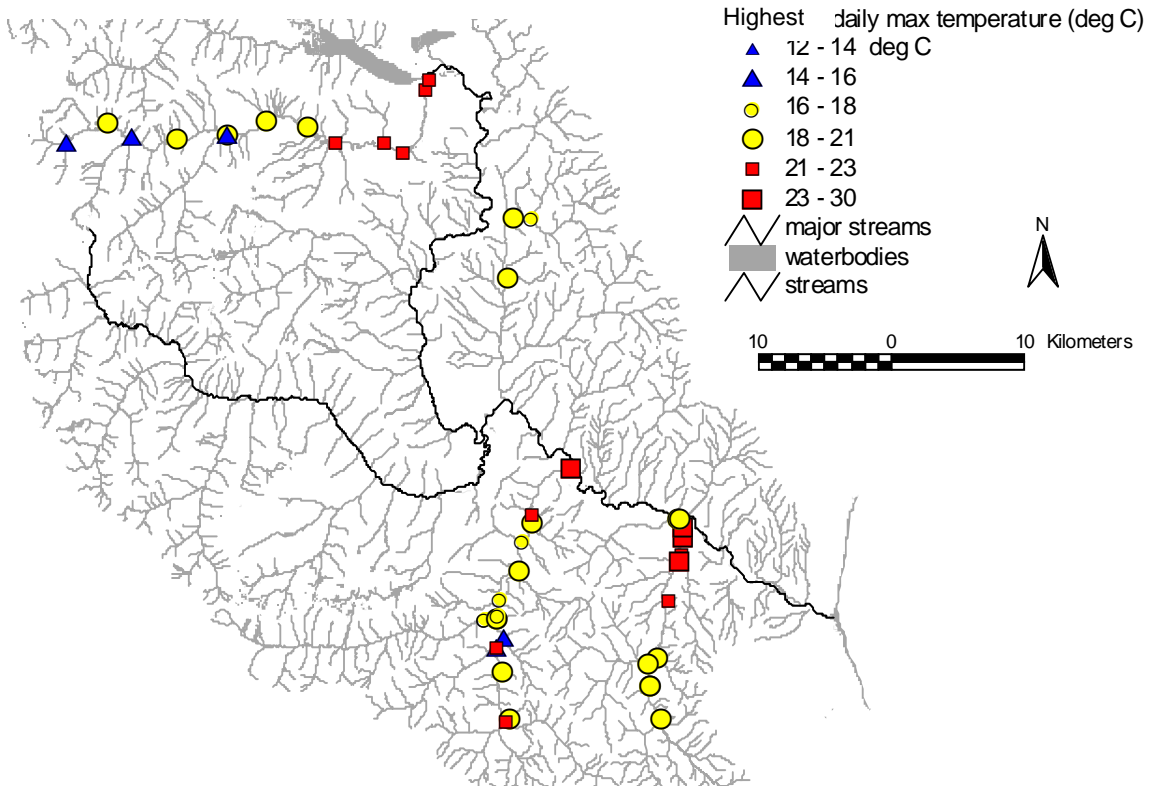 Highest daily max temperature (deg C)
12 - 14 deg C
14 - 16
16 - 18
18 - 21
21 - 23
23 - 30
major streams
waterbodies
streams
N
10 0 10 Kilometers